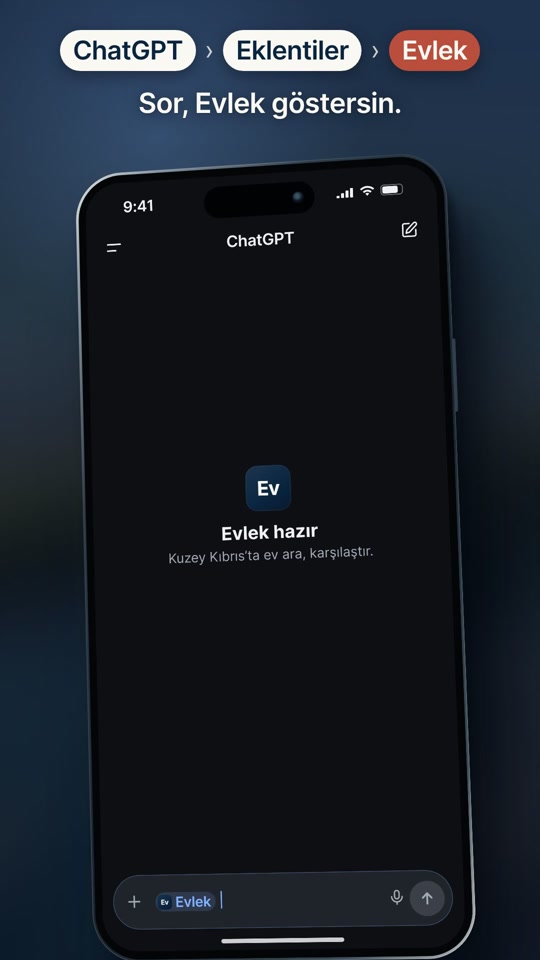 ChatGPT › Eklentiler › Evlek
Sor, Evlek göstersin.
9:41
ChatGPT
Ev
Evlek hazır
Kuzey Kıbrıs'ta ev ara, karşılaştır.
Ev Evlek